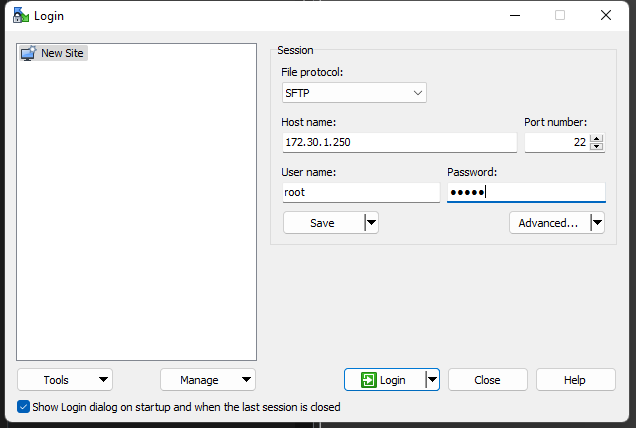 Login
New Site
Session
File protocol:
SFTP
Host name:
Port number:
172.30.1.250
22
User name:
Password:
root
●●●●●
Save
Advanced...
Tools
Manage
Login
Close
Help
Show Login dialog on startup and when the last session is closed